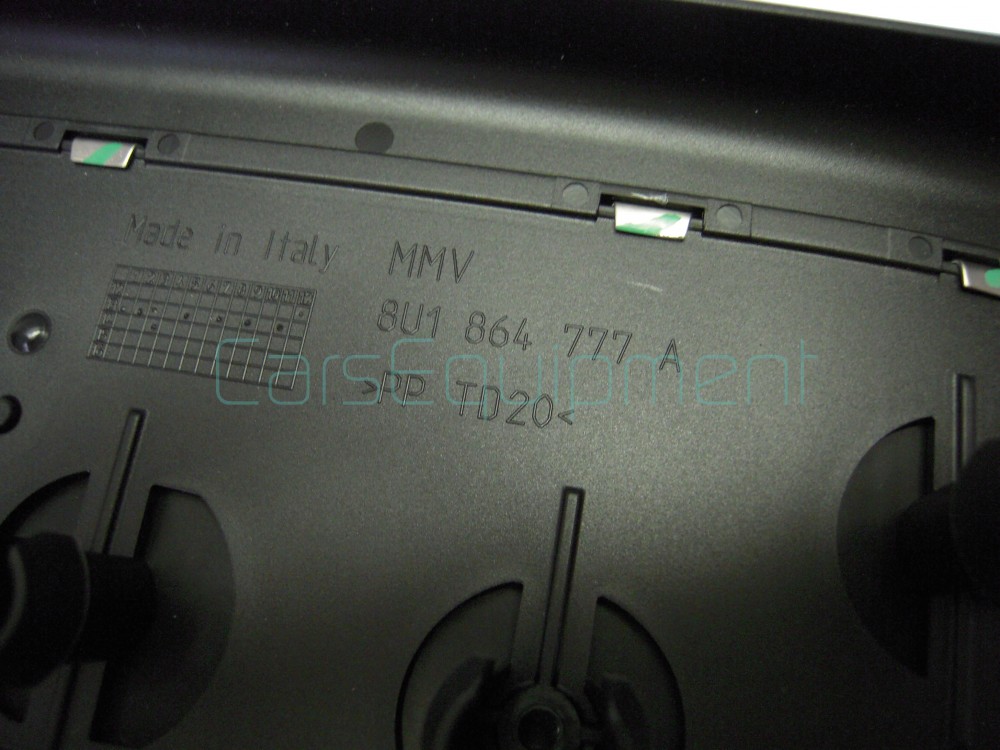 Made in Italy MMV
8U1 864 777 A
>PP TD20<
CarsEquipment